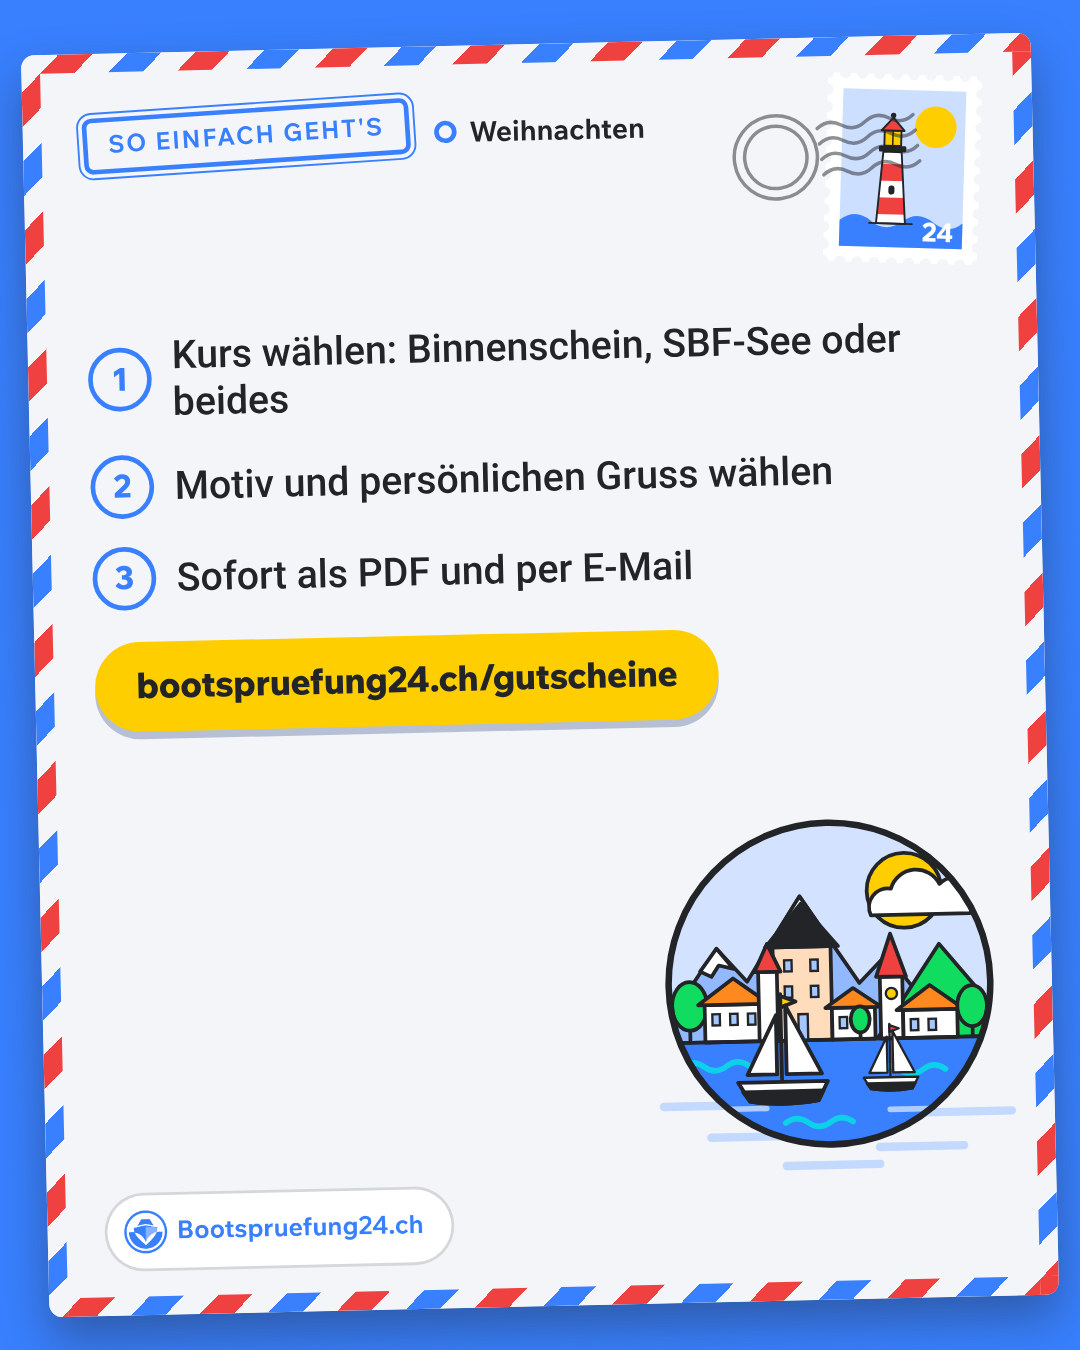 SO EINFACH GEHT'S
Weihnachten
24
1
Kurs wählen: Binnenschein, SBF-See oder
beides
2
Motiv und persönlichen Gruss wählen
3
Sofort als PDF und per E-Mail
bootspruefung24.ch/gutscheine
Bootspruefung24.ch